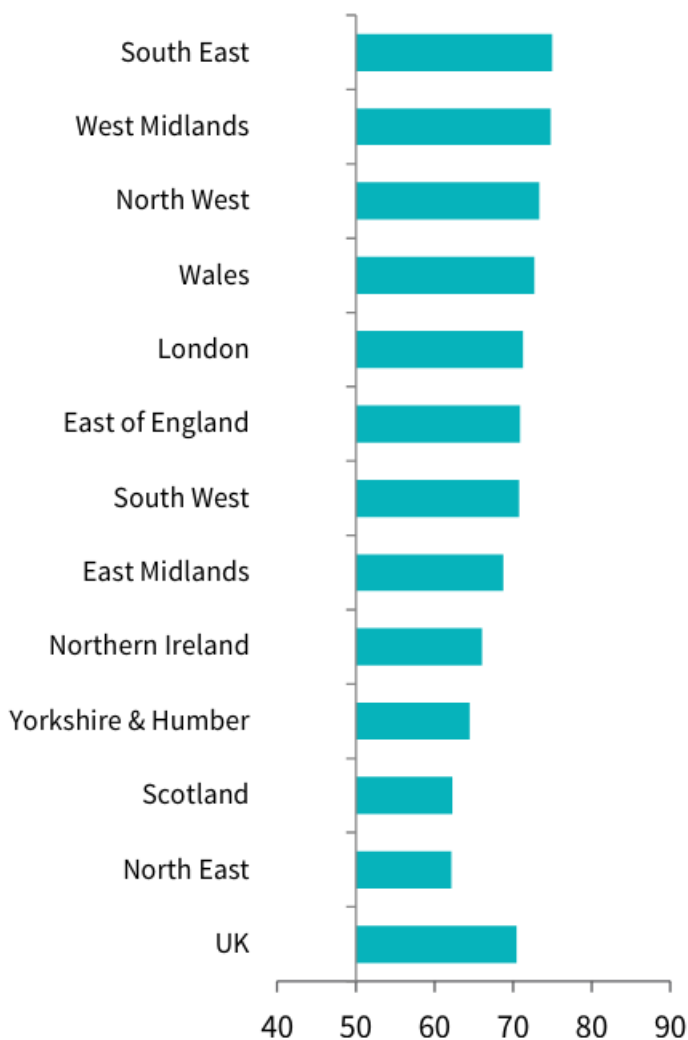 South East
West Midlands
North West
Wales
London
East of England
South West
East Midlands
Northern Ireland
Yorkshire & Humber
Scotland
North East
UK
40 50 60 70 80 90